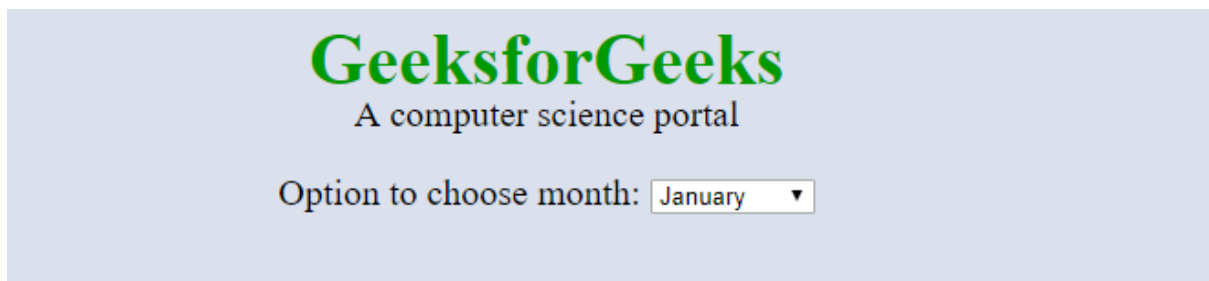 GeeksforGeeks
A computer science portal
Option to choose month: January